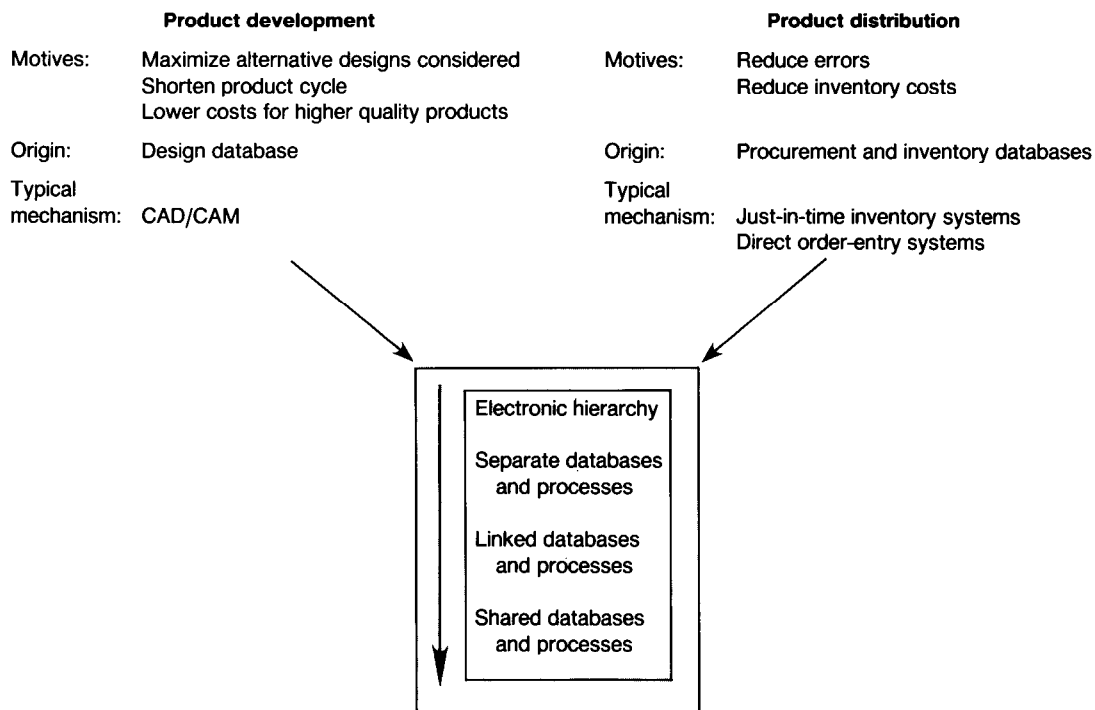 Product development
Motives: Maximize alternative designs considered
Shorten product cycle
Lower costs for higher quality products
Origin: Design database
Typical
mechanism: CAD/CAM
Product distribution
Motives: Reduce errors
Reduce inventory costs
Origin: Procurement and inventory databases
Typical
mechanism: Just-in-time inventory systems
Direct order-entry systems
Electronic hierarchy
Separate databases
and processes
Linked databases
and processes
Shared databases
and processes